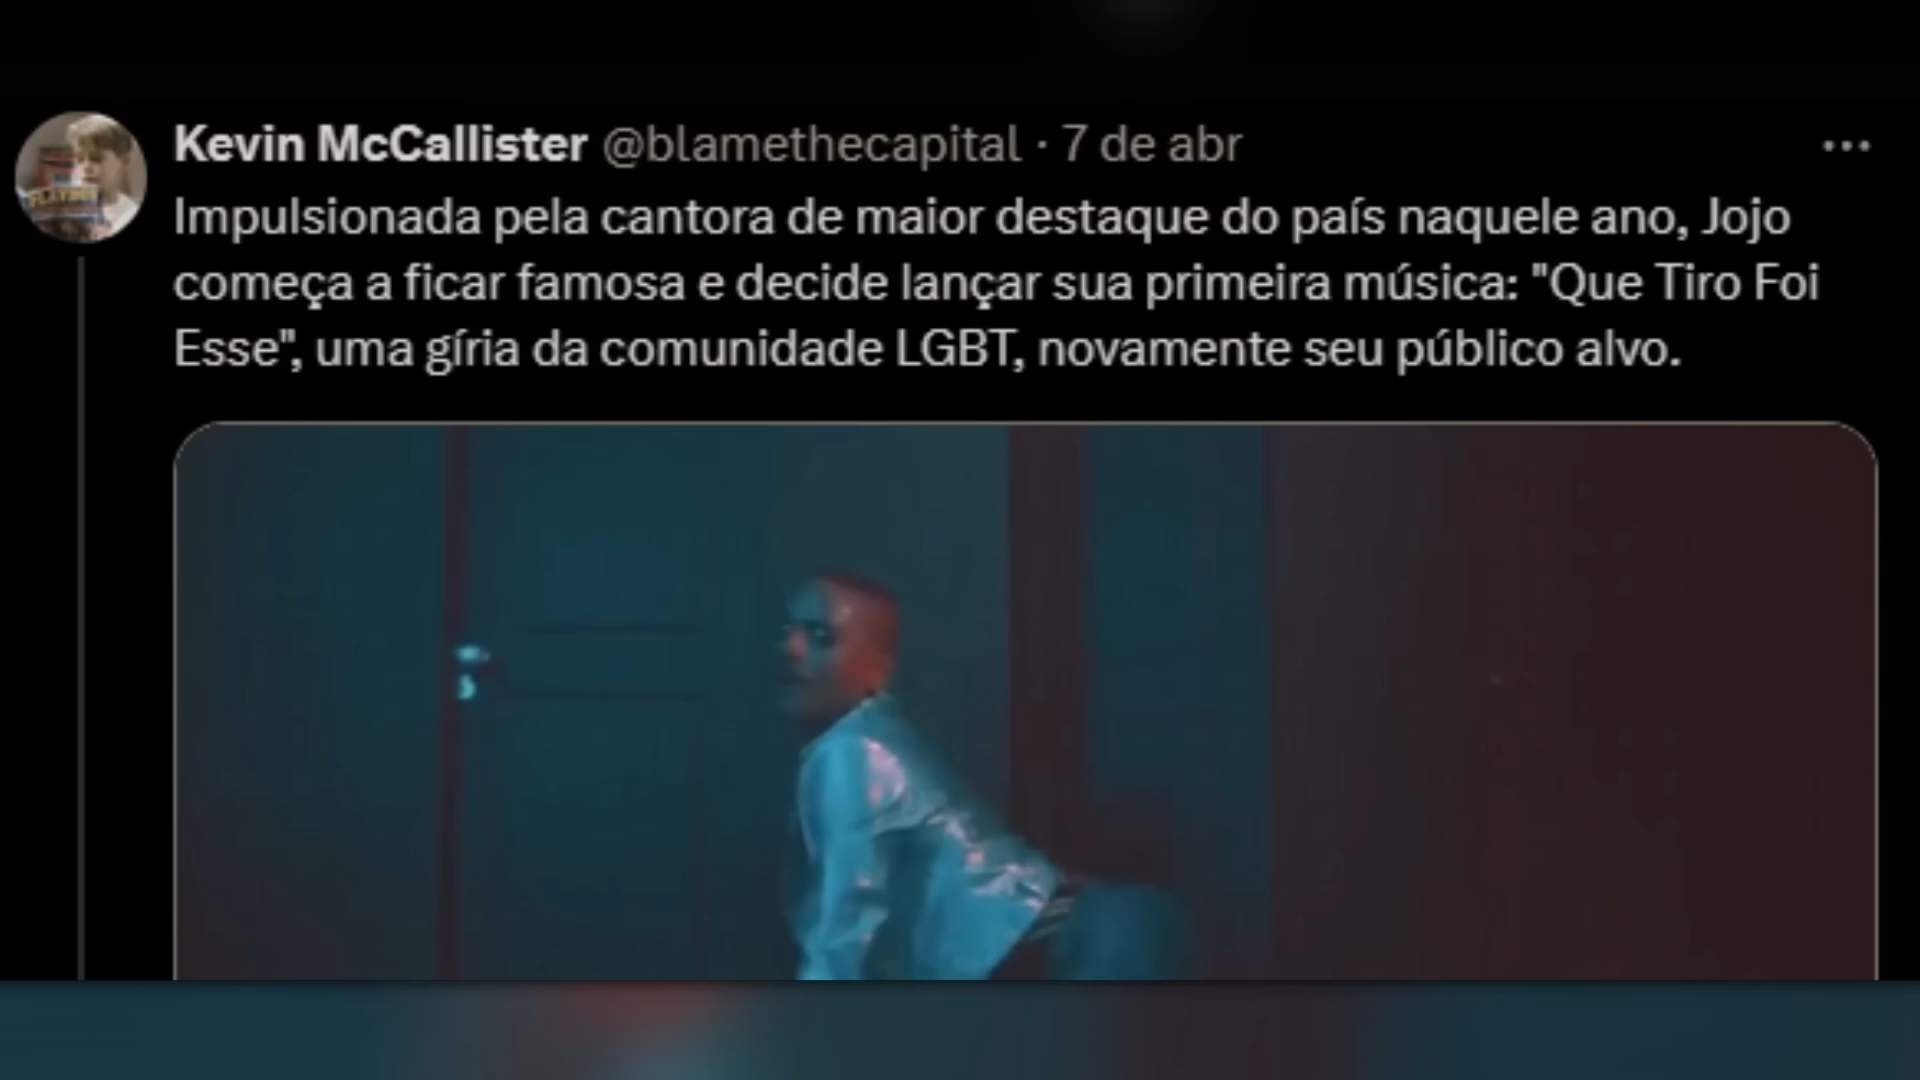 Kevin McCallister @blamethecapital · 7 de abr
Impulsionada pela cantora de maior destaque do país naquele ano, Jojo
começa a ficar famosa e decide lançar sua primeira música: "Que Tiro Foi
Esse", uma gíria da comunidade LGBT, novamente seu público alvo.
PLAYBOY